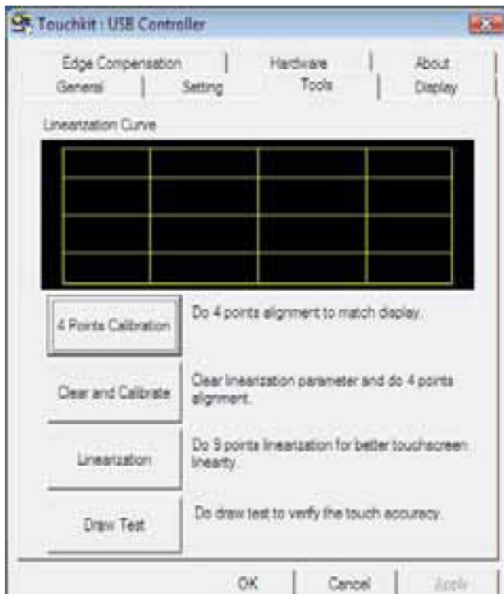 Touchkit : USB Controller
Edge Compensation Hardware About
General Setting Tools Display
Linearization Curve
4 Points Calibration
Do 4 points alignment to match display.
Clear and Calibrate
Clear linearization parameter and do 4 points
alignment.
Linearization
Do 9 points linearization for better touchscreen
linearity.
Draw Test
Do draw test to verify the touch accuracy.
OK Cancel Apply